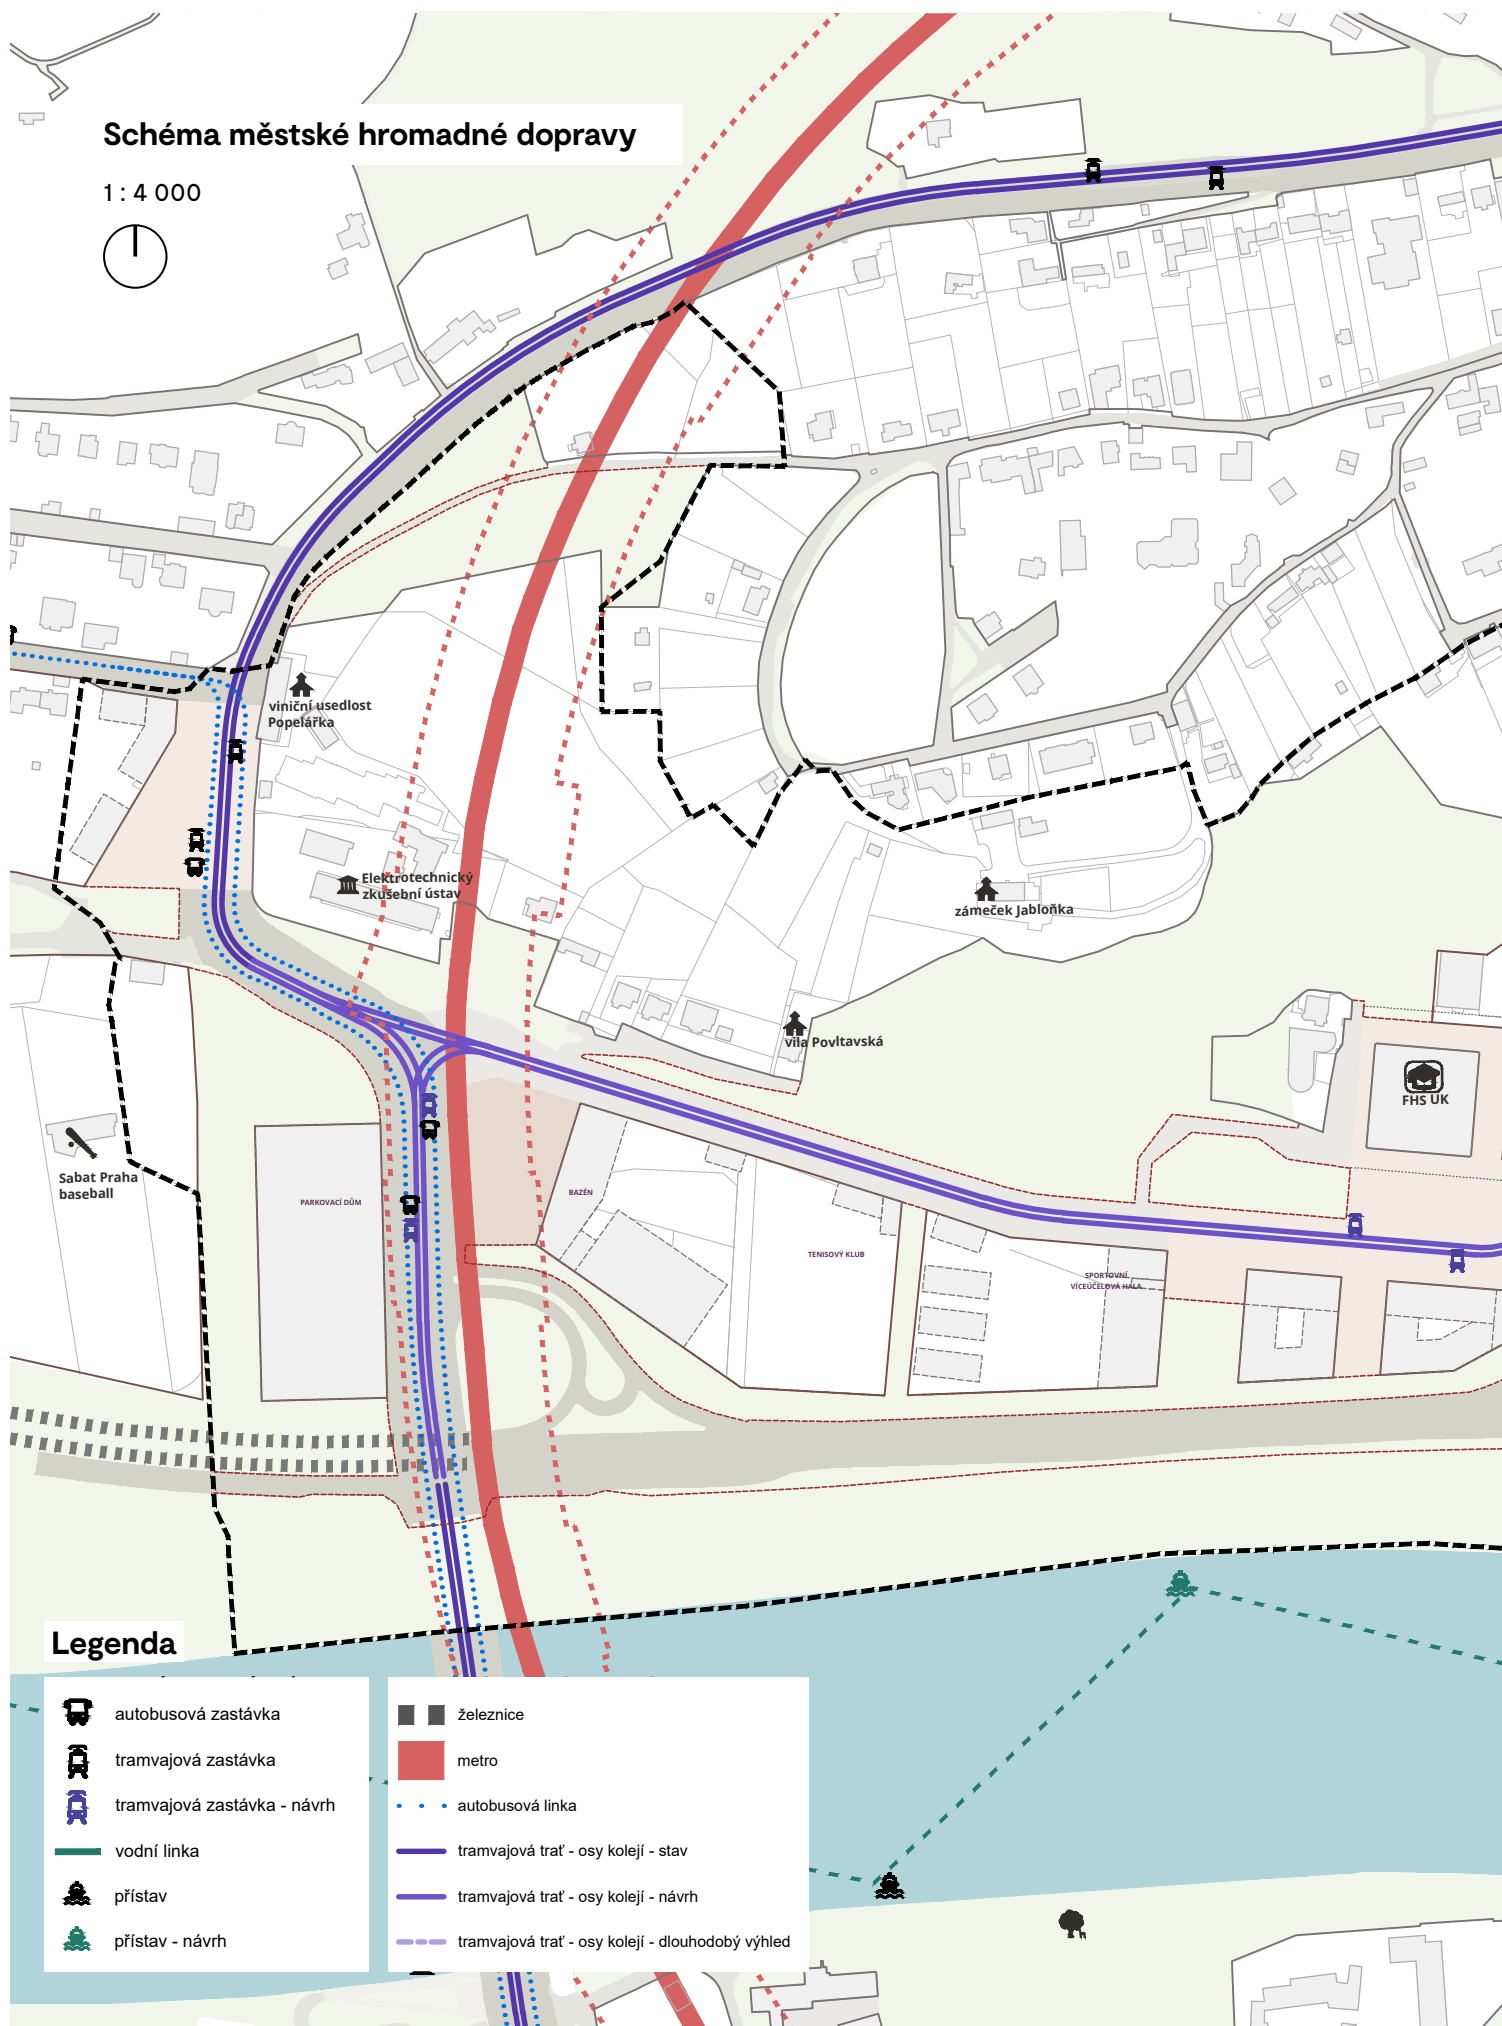 Schéma městské hromadné dopravy
1 : 4 000
viniční usedlost
Popelářka
Elektrotechnický
zkušební ústav
zámeček Jabloňka
vila Povltavská
FHS UK
Sabat Praha
baseball
PARKOVACÍ DŮM
BAZÉN
TENISOVÝ KLUB
SPORTOVNÍ
VÍCEÚČELOVÁ HALA
Legenda
autobusová zastávka
tramvajová zastávka
tramvajová zastávka - návrh
vodní linka
přístav
přístav - návrh
železnice
metro
autobusová linka
tramvajová trať - osy kolejí - stav
tramvajová trať - osy kolejí - návrh
tramvajová trať - osy kolejí - dlouhodobý výhled